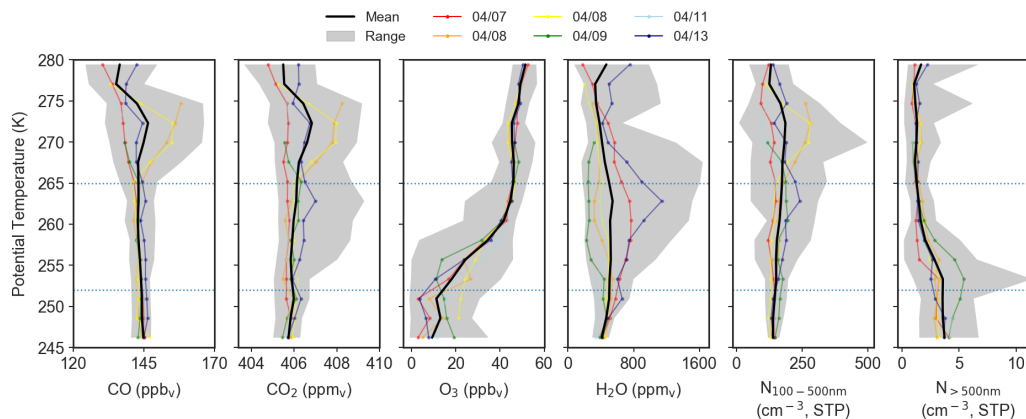 Mean 04/07 04/08 04/11
Range 04/08 04/09 04/13
Potential Temperature (K)
280
275
270
265
260
255
250
245
120 145 170
404 406 408 410
0 20 40 60
0 800 1600
0 250 500
0 5 10
CO (ppbᵥ)
CO₂ (ppmᵥ)
O₃ (ppbᵥ)
H₂O (ppmᵥ)
N₁₀₀₋₅₀₀ₙₘ
(cm⁻³, STP)
N>₅₀₀ₙₘ
(cm⁻³, STP)